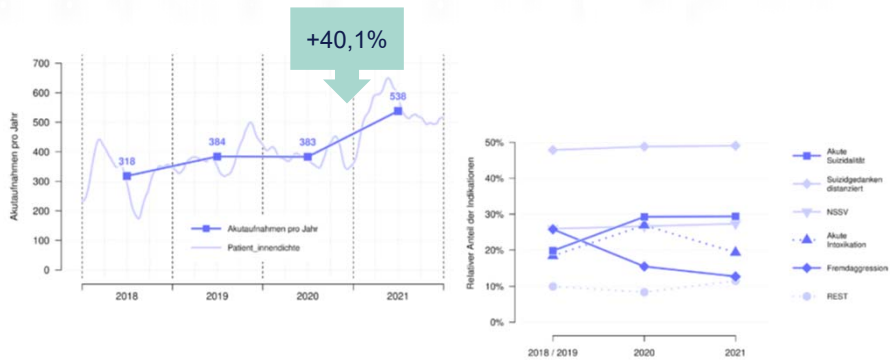 +40,1%
Akutaufnahmen pro Jahr
700
600
500
400
300
200
100
0
318
384
383
538
Akutaufnahmen pro Jahr
Patient_innendichte
2018
2019
2020
2021
Relativer Anteil der Indikationen
50%
40%
30%
20%
10%
0%
2018 / 2019
2020
2021
Akute
Suizidalität
Suizidgedanken
distanziert
NSSV
Akute
Intoxikation
Fremdaggression
REST